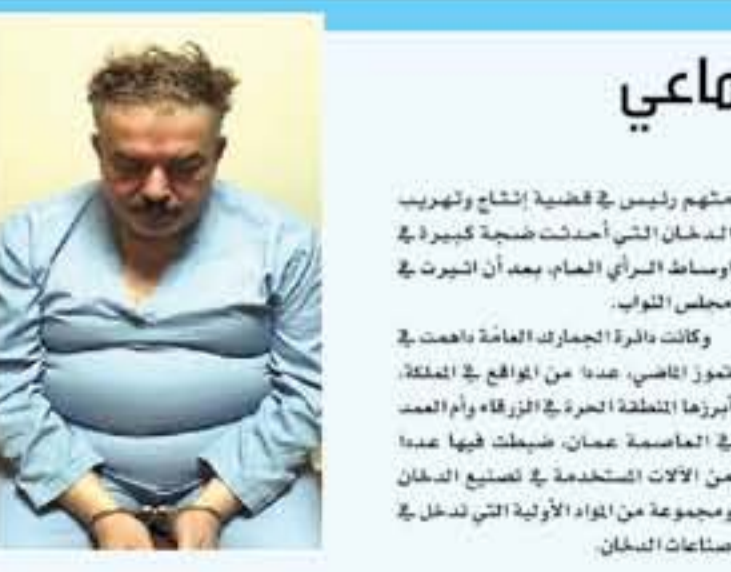 ماعي
متهم رئيس في قضية إنتاج وتهريب
الدخان التي أحدثت ضجة كبيرة في
اوساط الرأي العام، بعد أن اثيرت في
مجلس النواب.
وكانت دائرة الجمارك العامة داهمت في
تموز الماضي، عددا من المواقع في المملكة،
أبرزها المنطقة الحرة في الزرقاء وأم العمد
في العاصمة عمان، ضبطت فيها عددا
من الآلات المستخدمة في تصنيع الدخان
ومجموعة من المواد الأولية التي تدخل في
صناعات الدخان.